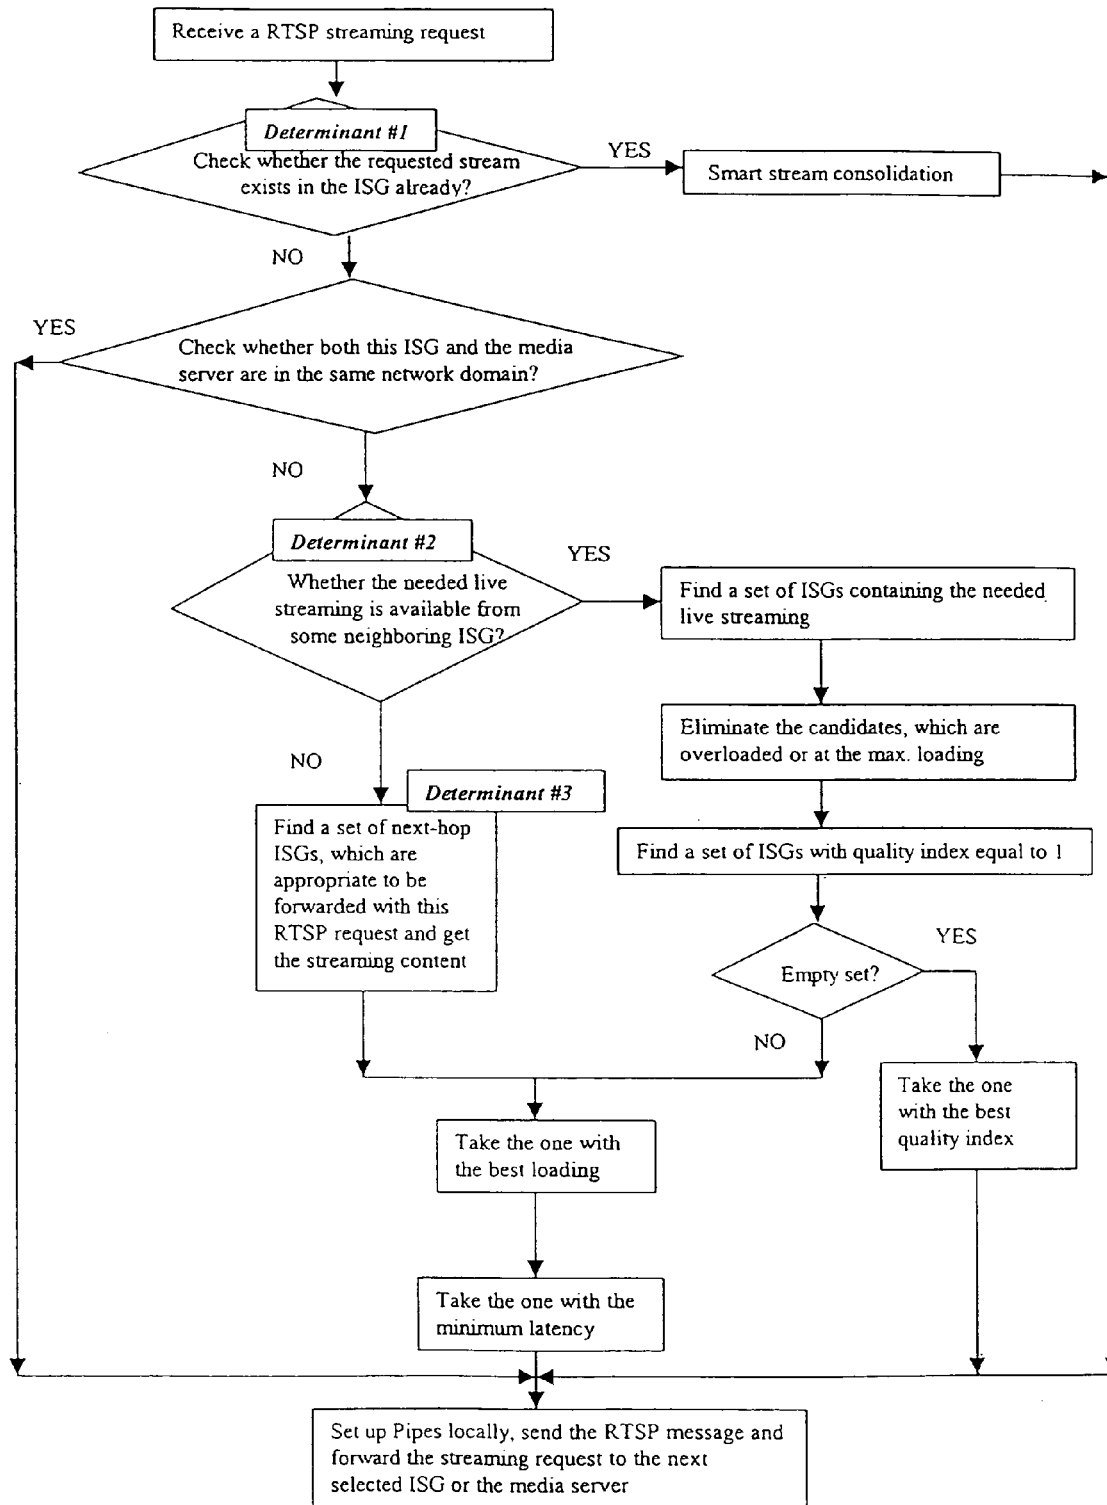 Receive a RTSP streaming request
Determinant #1
Check whether the requested stream
exists in the ISG already?
YES
Smart stream consolidation
NO
YES
Check whether both this ISG and the media
server are in the same network domain?
NO
Determinant #2
Whether the needed live
streaming is available from
some neighboring ISG?
YES
Find a set of ISGs containing the needed
live streaming
Eliminate the candidates, which are
overloaded or at the max. loading
NO
Determinant #3
Find a set of next-hop
ISGs, which are
appropriate to be
forwarded with this
RTSP request and get
the streaming content
Find a set of ISGs with quality index equal to 1
YES
Empty set?
NO
Take the one
with the best
quality index
Take the one with
the best loading
Take the one with the
minimum latency
Set up Pipes locally, send the RTSP message and
forward the streaming request to the next
selected ISG or the media server